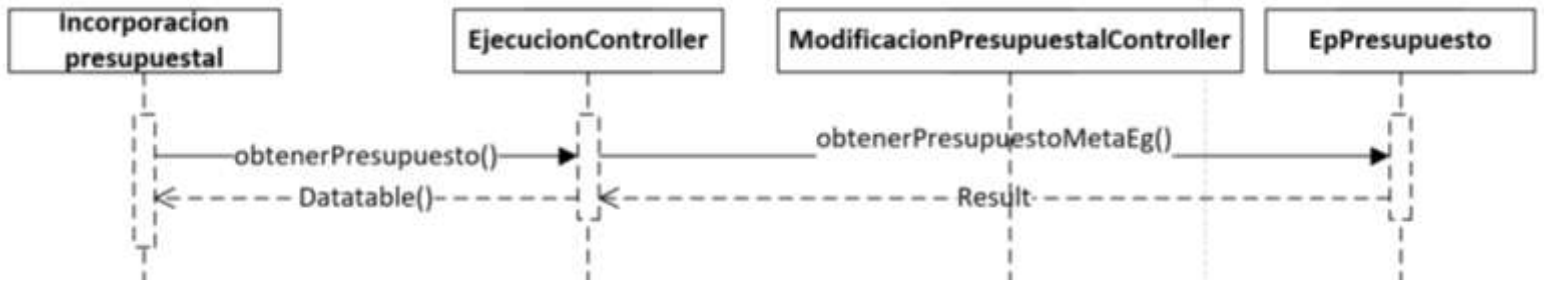 Incorporacion
presupuestal
EjecucionController
ModificacionPresupuestalController
EpPresupuesto
obtenerPresupuesto()
obtenerPresupuestoMetaEg()
Datatable()
Result